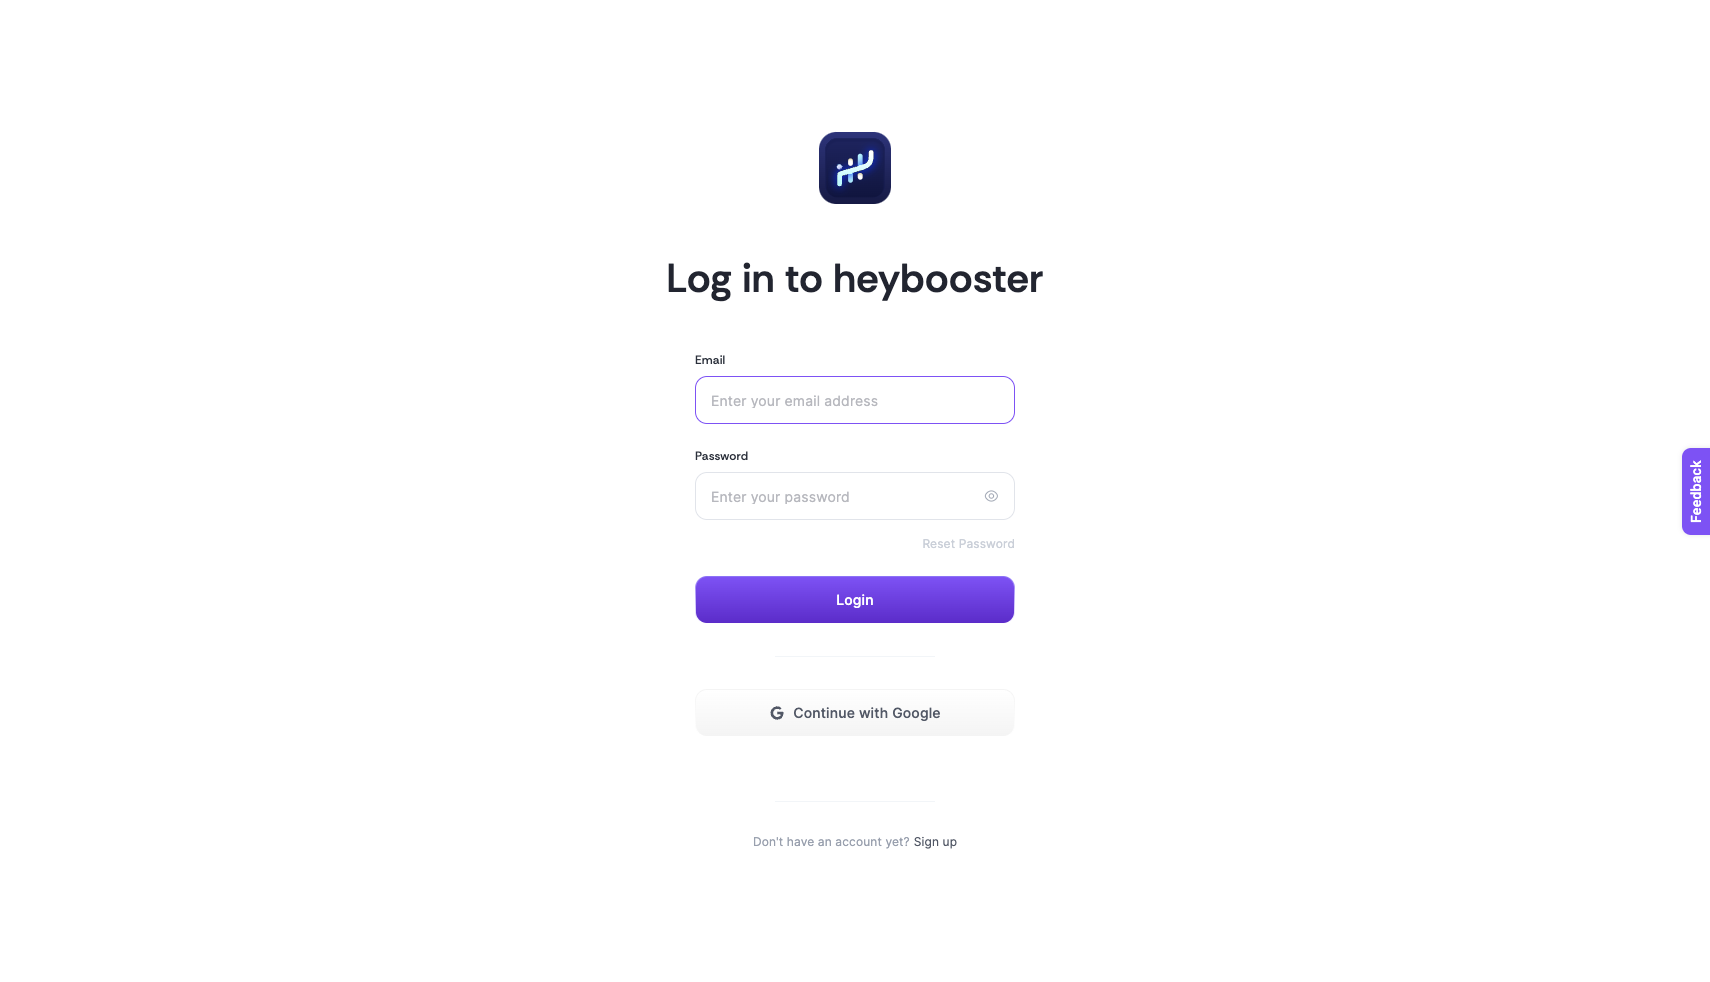 Log in to heybooster
Email
Enter your email address
Password
Enter your password
Reset Password
Login
Continue with Google
Don't have an account yet? Sign up
Feedback